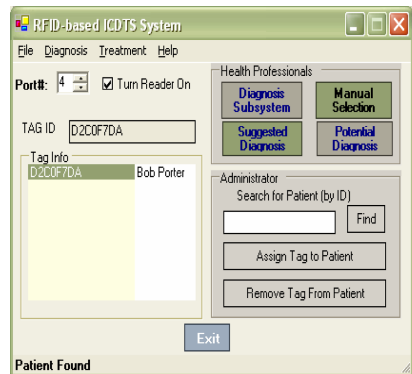 RFID-based ICDTS System
File Diagnosis Treatment Help
Port#: 4 Turn Reader On
TAG ID D2C0F7DA
Tag Info
D2C0F7DA Bob Porter
Health Professionals
Diagnosis Subsystem
Manual Selection
Suggested Diagnosis
Potential Diagnosis
Administrator
Search for Patient (by ID)
Find
Assign Tag to Patient
Remove Tag From Patient
Exit
Patient Found